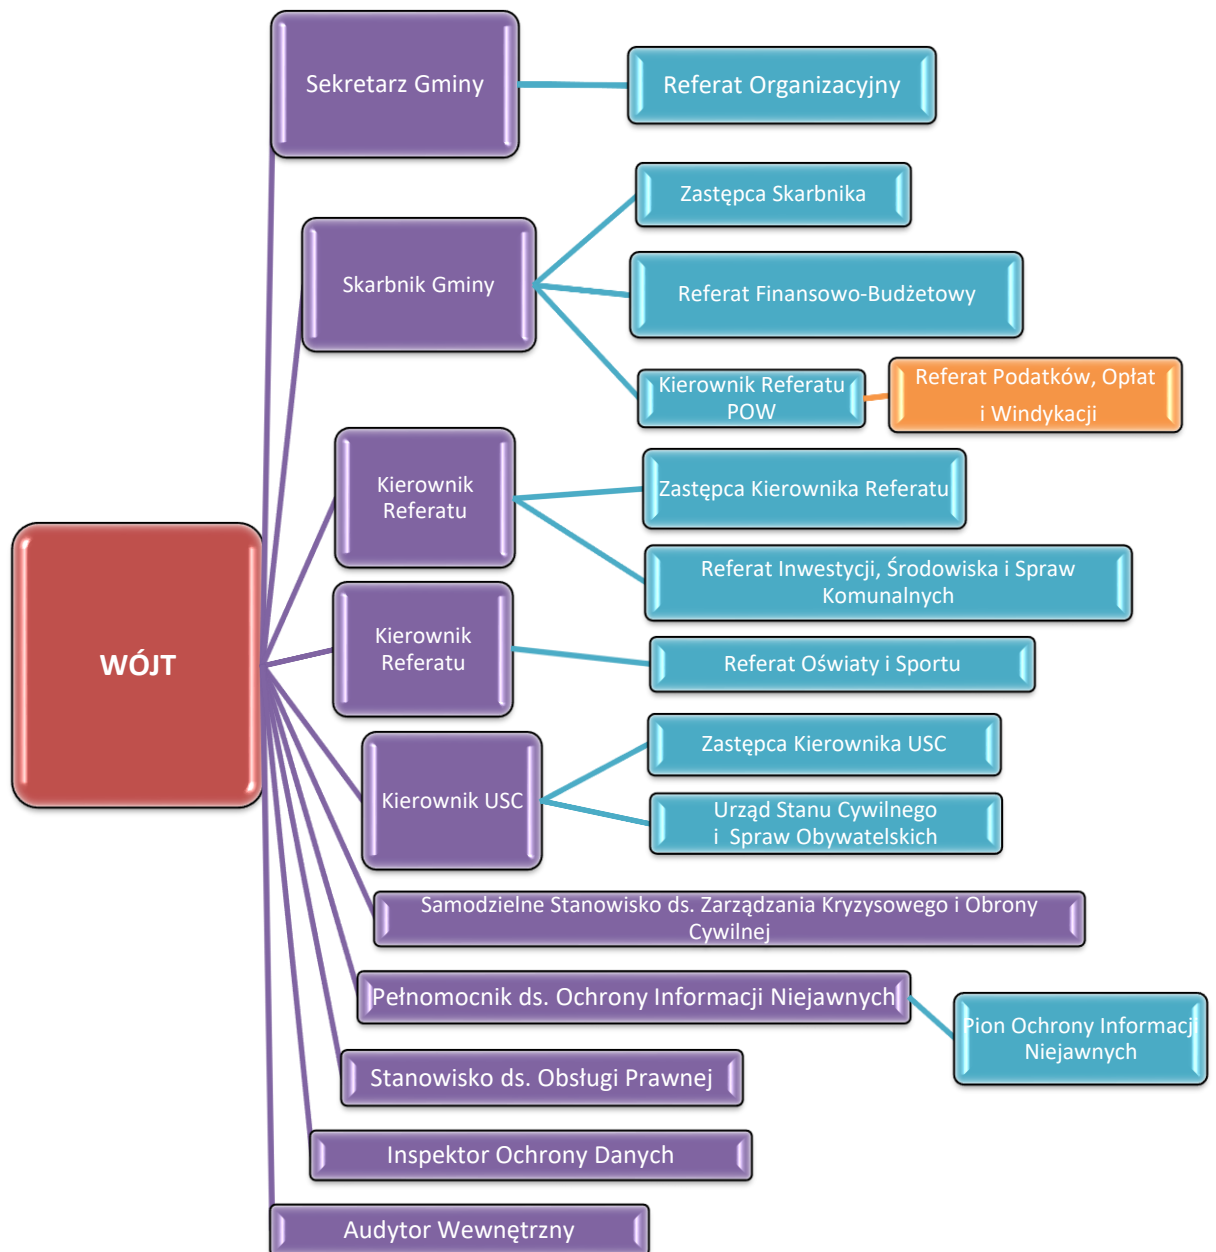 Sekretarz Gminy
Referat Organizacyjny
Zastępca Skarbnika
Skarbnik Gminy
Referat Finansowo-Budżetowy
Kierownik Referatu
POW
Referat Podatków, Opłat
i Windykacji
Kierownik
Referatu
Zastępca Kierownika Referatu
Referat Inwestycji, Środowiska i Spraw
Komunalnych
WÓJT
Kierownik
Referatu
Referat Oświaty i Sportu
Kierownik USC
Zastępca Kierownika USC
Urząd Stanu Cywilnego
i Spraw Obywatelskich
Samodzielne Stanowisko ds. Zarządzania Kryzysowego i Obrony
Cywilnej
Pełnomocnik ds. Ochrony Informacji Niejawnych
Pion Ochrony Informacji
Niejawnych
Stanowisko ds. Obsługi Prawnej
Inspektor Ochrony Danych
Audytor Wewnętrzny